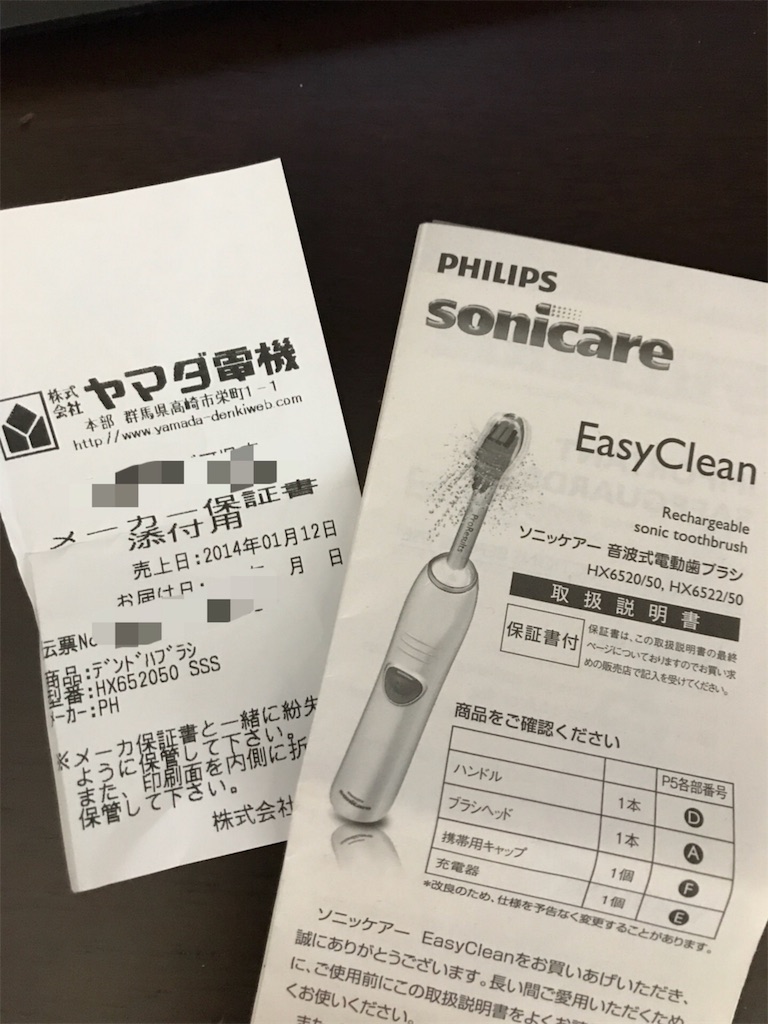 株式
会社
ヤマダ電機
本部 群馬県高崎市栄町1-1
http://www.yamada-denkiweb.com
メーカー保証書
添付用
売上日:2014年01月12日
お届け日: 月 日
伝票No
商品:デンドハブラシ
型番:HX652050 SSS
メーカー:PH
※メーカ保証書と一緒に紛失
ように保管して下さい。
また、印刷面を内側に折
保管して下さい。
株式会社
PHILIPS
sonicare
EasyClean
Rechargeable
sonic toothbrush
ソニッケアー 音波式電動歯ブラシ
HX6520/50, HX6522/50
取扱説明書
保証書付
保証書は、この取扱説明書の最終
ページについておりますのでお買い求
めの販売店で記入を受けてください。
ProResults
商品をご確認ください
P5各部番号
ハンドル 1本 D
ブラシヘッド 1本 A
携帯用キャップ 1個 F
充電器 1個 E
*改良のため、仕様を予告なく変更することがあります。
ソニッケアー EasyCleanをお買いあげいただき、
誠にありがとうございます。長い間ご愛用いただくため
に、ご使用前にこの取扱説明書をよくお読
くお使いください。